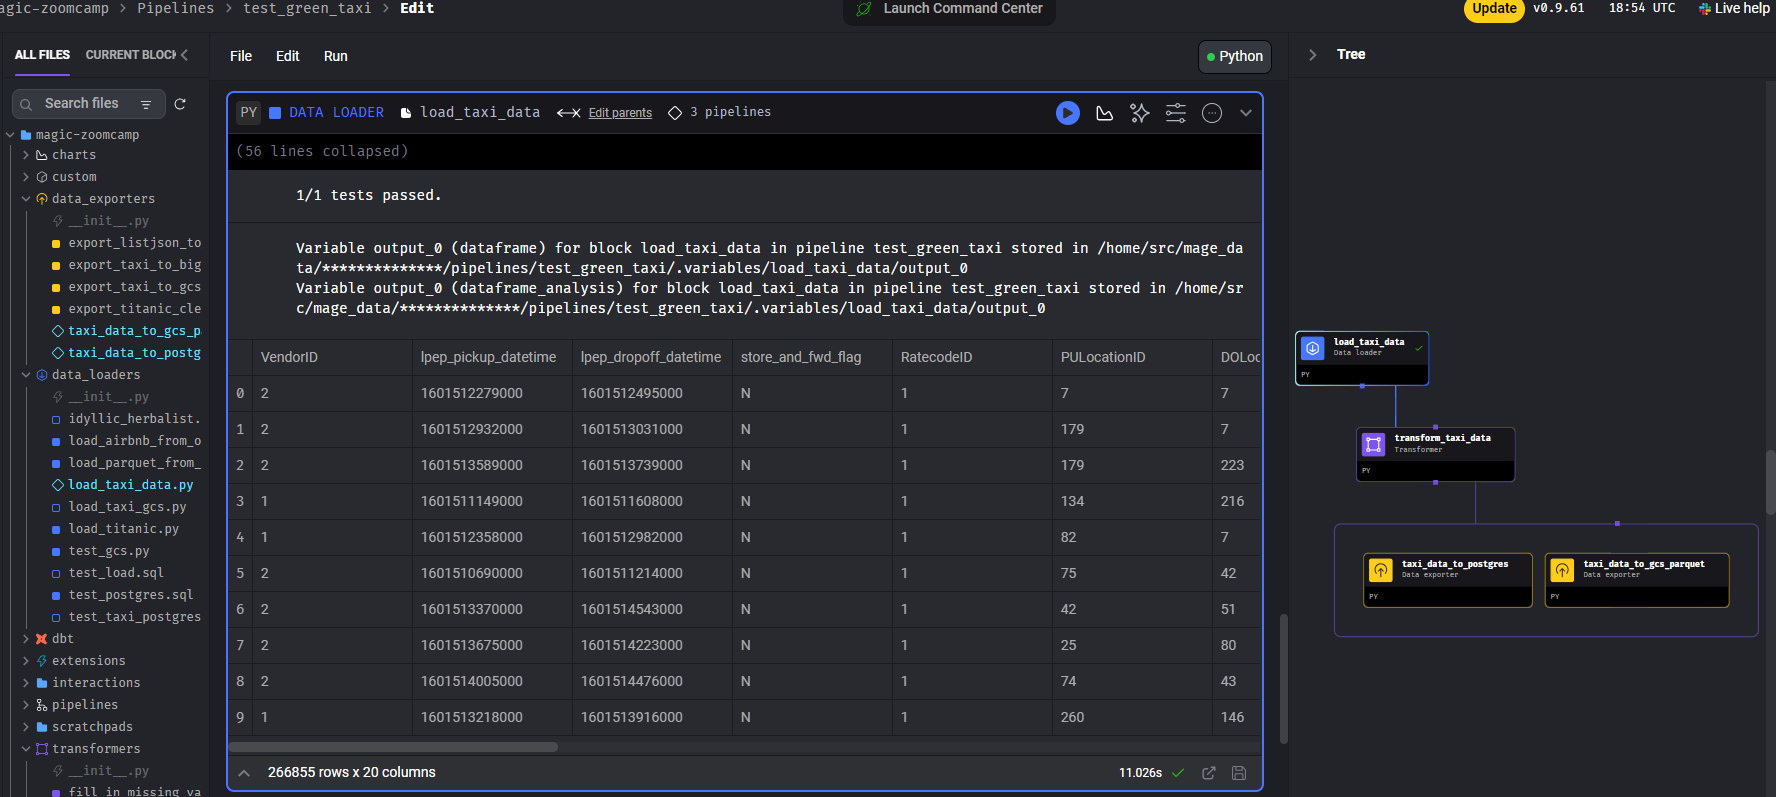 agic-zoomcamp > Pipelines > test_green_taxi > Edit
Launch Command Center
Update v0.9.61 18:54 UTC Live help
ALL FILES CURRENT BLOCK
File Edit Run
Python
Tree
Search files
magic-zoomcamp
charts
custom
data_exporters
__init__.py
export_listjson_to
export_taxi_to_big
export_taxi_to_gcs
export_titanic_cle
taxi_data_to_gcs_p
taxi_data_to_postg
data_loaders
__init__.py
idyllic_herbalist.
load_airbnb_from_o
load_parquet_from_
load_taxi_data.py
load_taxi_gcs.py
load_titanic.py
test_gcs.py
test_load.sql
test_postgres.sql
test_taxi_postgres
dbt
extensions
interactions
pipelines
scratchpads
transformers
__init__.py
fill_in_missing_va
PY DATA LOADER load_taxi_data Edit parents 3 pipelines
(56 lines collapsed)
1/1 tests passed.
Variable output_0 (dataframe) for block load_taxi_data in pipeline test_green_taxi stored in /home/src/mage_da
ta/**************/pipelines/test_green_taxi/.variables/load_taxi_data/output_0
Variable output_0 (dataframe_analysis) for block load_taxi_data in pipeline test_green_taxi stored in /home/sr
c/mage_data/**************/pipelines/test_green_taxi/.variables/load_taxi_data/output_0
VendorID lpep_pickup_datetime lpep_dropoff_datetime store_and_fwd_flag RatecodeID PULocationID DOLoc
0 2 1601512279000 1601512495000 N 1 7 7
1 2 1601512932000 1601513031000 N 1 179 7
2 2 1601513589000 1601513739000 N 1 179 223
3 1 1601511149000 1601511608000 N 1 134 216
4 1 1601512358000 1601512982000 N 1 82 7
5 2 1601510690000 1601511214000 N 1 75 42
6 2 1601513370000 1601514543000 N 1 42 51
7 2 1601513675000 1601514223000 N 1 25 80
8 2 1601514005000 1601514476000 N 1 74 43
9 1 1601513218000 1601513916000 N 1 260 146
266855 rows x 20 columns 11.026s
load_taxi_data
Data loader
PY
transform_taxi_data
Transformer
PY
taxi_data_to_postgres
Data exporter
PY
taxi_data_to_gcs_parquet
Data exporter
PY